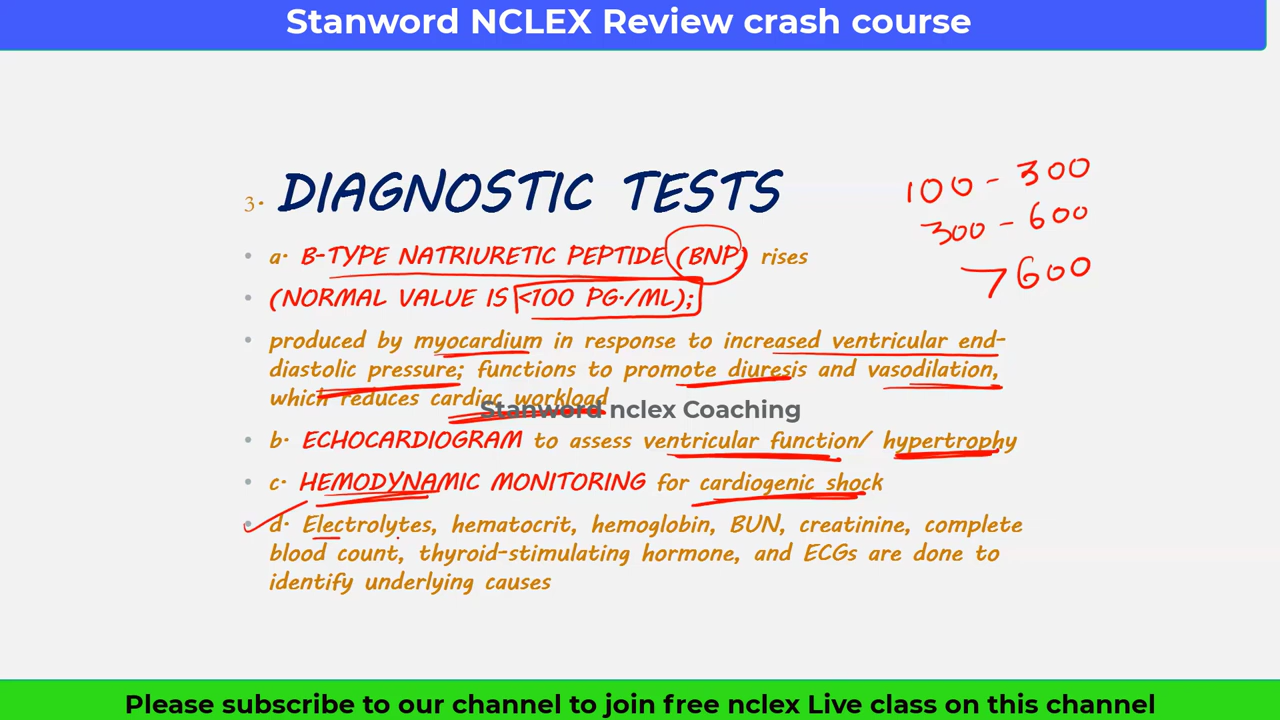 Stanword NCLEX Review crash course
3. DIAGNOSTIC TESTS
100 - 300
300 - 600
7600
• a. B-TYPE NATRIURETIC PEPTIDE (BNP) rises
• (NORMAL VALUE IS <100 PG./ML);
• produced by myocardium in response to increased ventricular end-
diastolic pressure; functions to promote diuresis and vasodilation,
which reduces cardiac workload
Stanword nclex Coaching
• b. ECHOCARDIOGRAM to assess ventricular function/ hypertrophy
• c. HEMODYNAMIC MONITORING for cardiogenic shock
• d. Electrolytes, hematocrit, hemoglobin, BUN, creatinine, complete
blood count, thyroid-stimulating hormone, and ECGs are done to
identify underlying causes
Please subscribe to our channel to join free nclex Live class on this channel